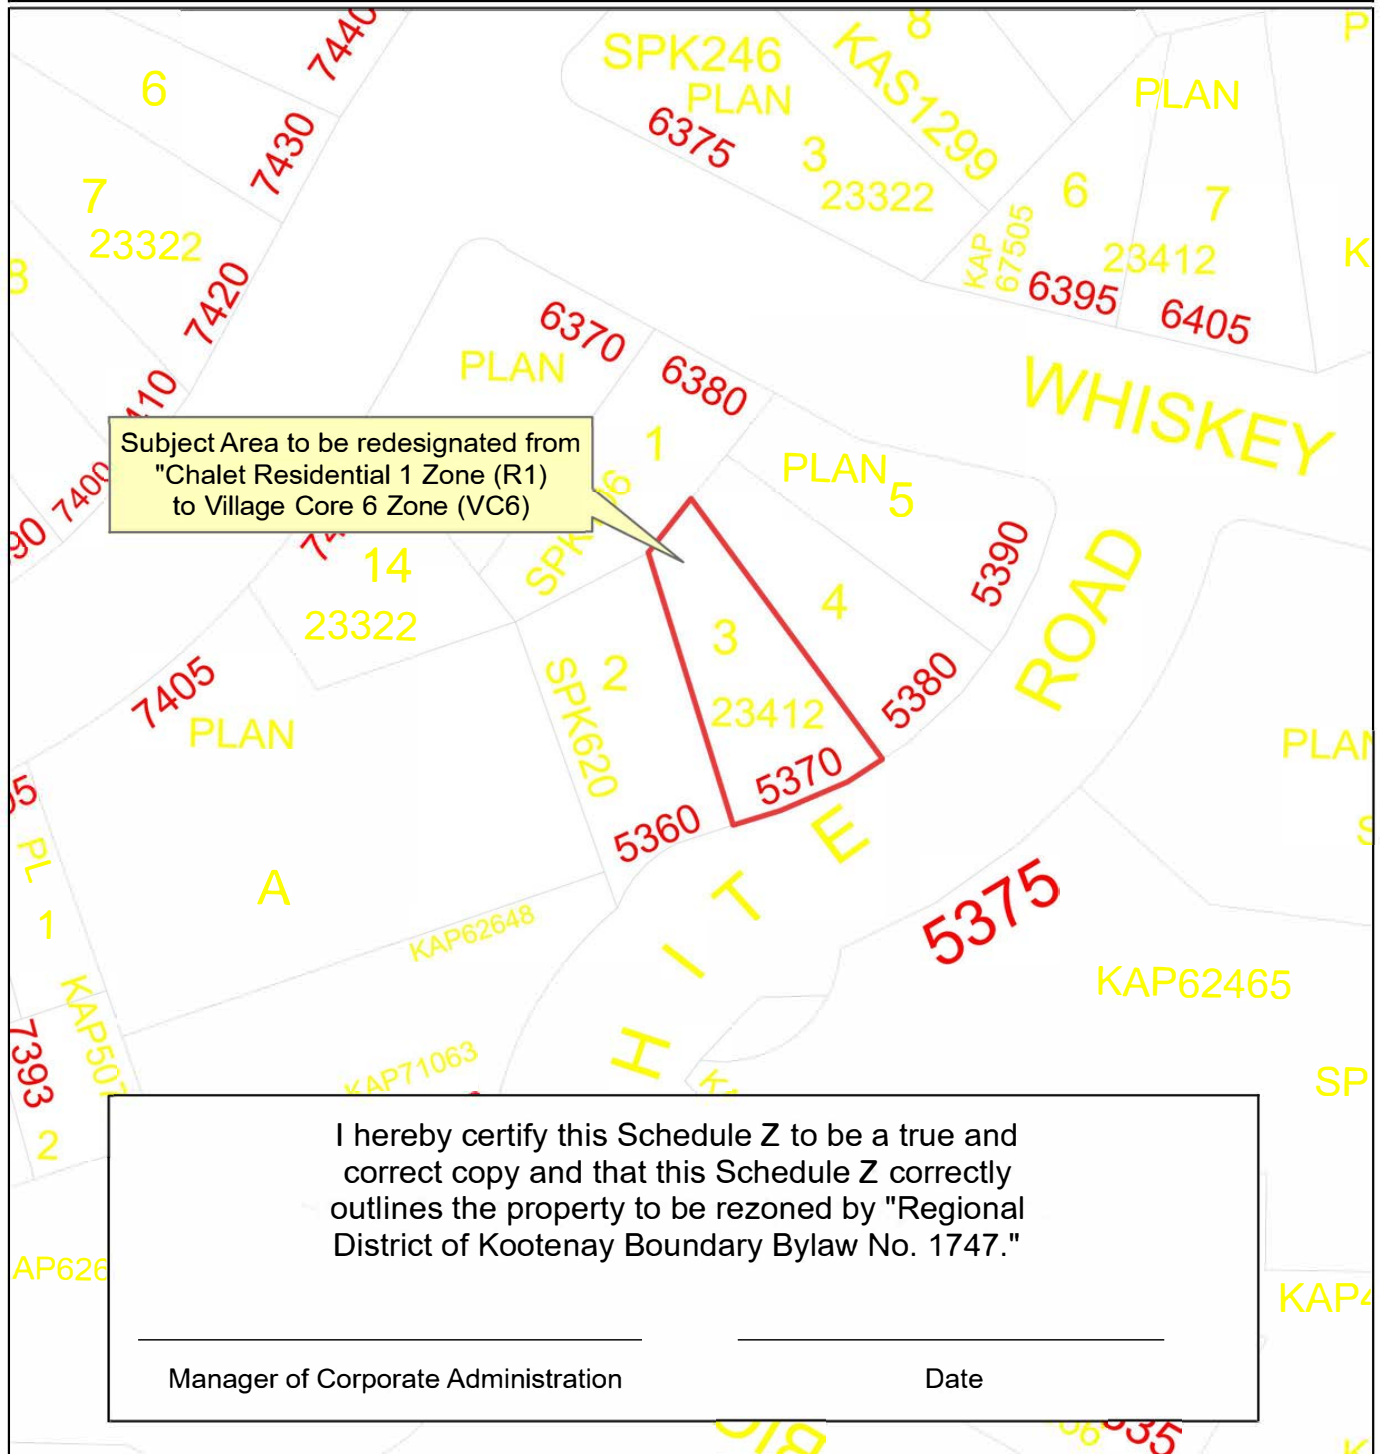 7440
8
P
SPK246
KAS1299
6
PLAN
PLAN
7430
6375
3
7
6
23322
7
23322
KAP
67505
23412
K
7420
6395
6405
6370
PLAN
6380
WHISKEY
1
PLAN
5
Subject Area to be redesignated from
"Chalet Residential 1 Zone (R1)
to Village Core 6 Zone (VC6)
7400
5390
ROAD
14
4
23322
3
2
SPK620
7405
5380
23412
PLAN
5370
5360
E
T
A
5375
PL
1
KAP62648
I
KAP62465
H
7393
KAP71063
2
I hereby certify this Schedule Z to be a true and
correct copy and that this Schedule Z correctly
outlines the property to be rezoned by "Regional
District of Kootenay Boundary Bylaw No. 1747."
Manager of Corporate Administration
Date